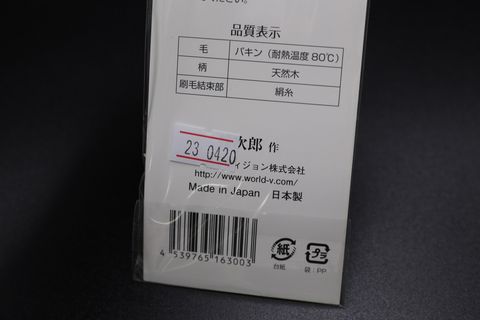 品質表示
毛 パキン（耐熱温度 80℃）
柄 天然木
刷毛結束部 絹糸
次郎 作
23 0420
ィジョン株式会社
http://www.world-v.com
Made in Japan 日本製
4 539765 163003
紙
台紙
プラ
袋：PP